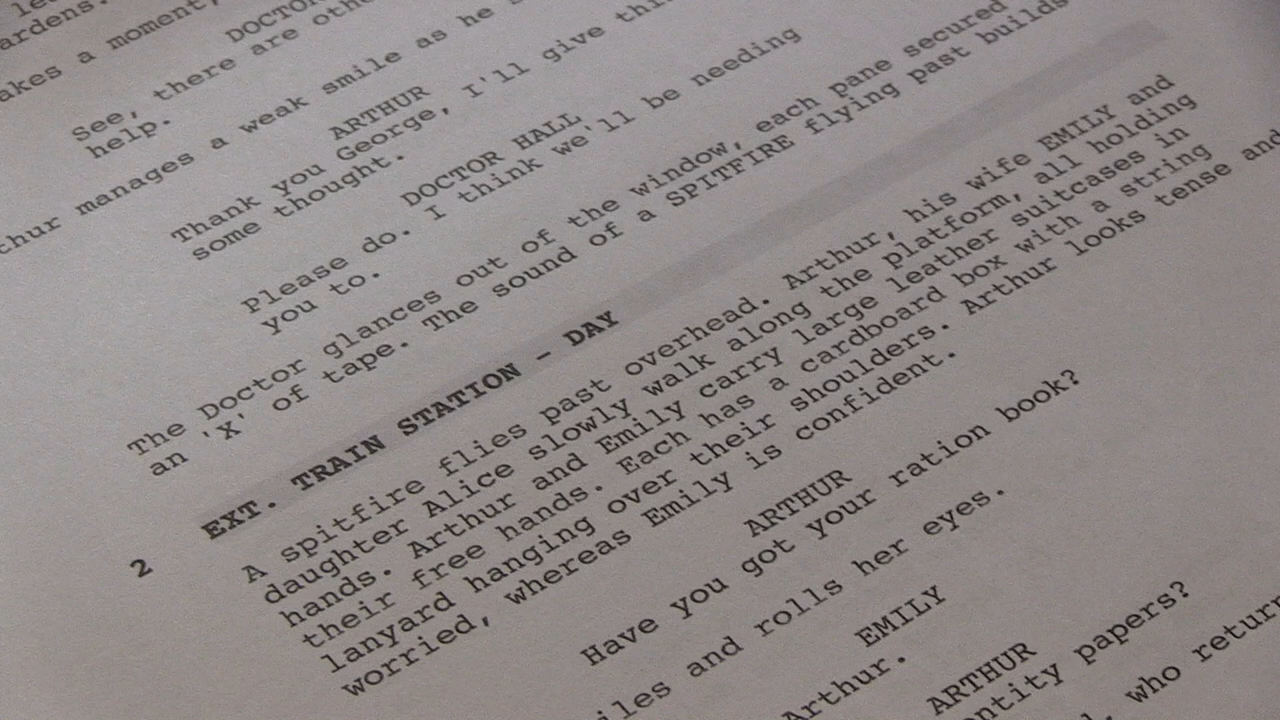 ardens.
akes a moment,
DOCTOR
See, there are othe
help.
thur manages a weak smile as he
ARTHUR
Thank you George, I'll give thi
some thought.
DOCTOR HALL
Please do. I think we'll be needing
you to.
The Doctor glances out of the window, each pane secured
an 'X' of tape. The sound of a SPITFIRE flying past builds
2 EXT. TRAIN STATION - DAY
A spitfire flies past overhead. Arthur, his wife EMILY and
daughter Alice slowly walk along the platform, all holding
hands. Arthur and Emily carry large leather suitcases in
their free hands. Each has a cardboard box with a string
lanyard hanging over their shoulders. Arthur looks tense and
worried, whereas Emily is confident.
ARTHUR
Have you got your ration book?
iles and rolls her eyes.
EMILY
Arthur.
ARTHUR
entity papers?
, who return